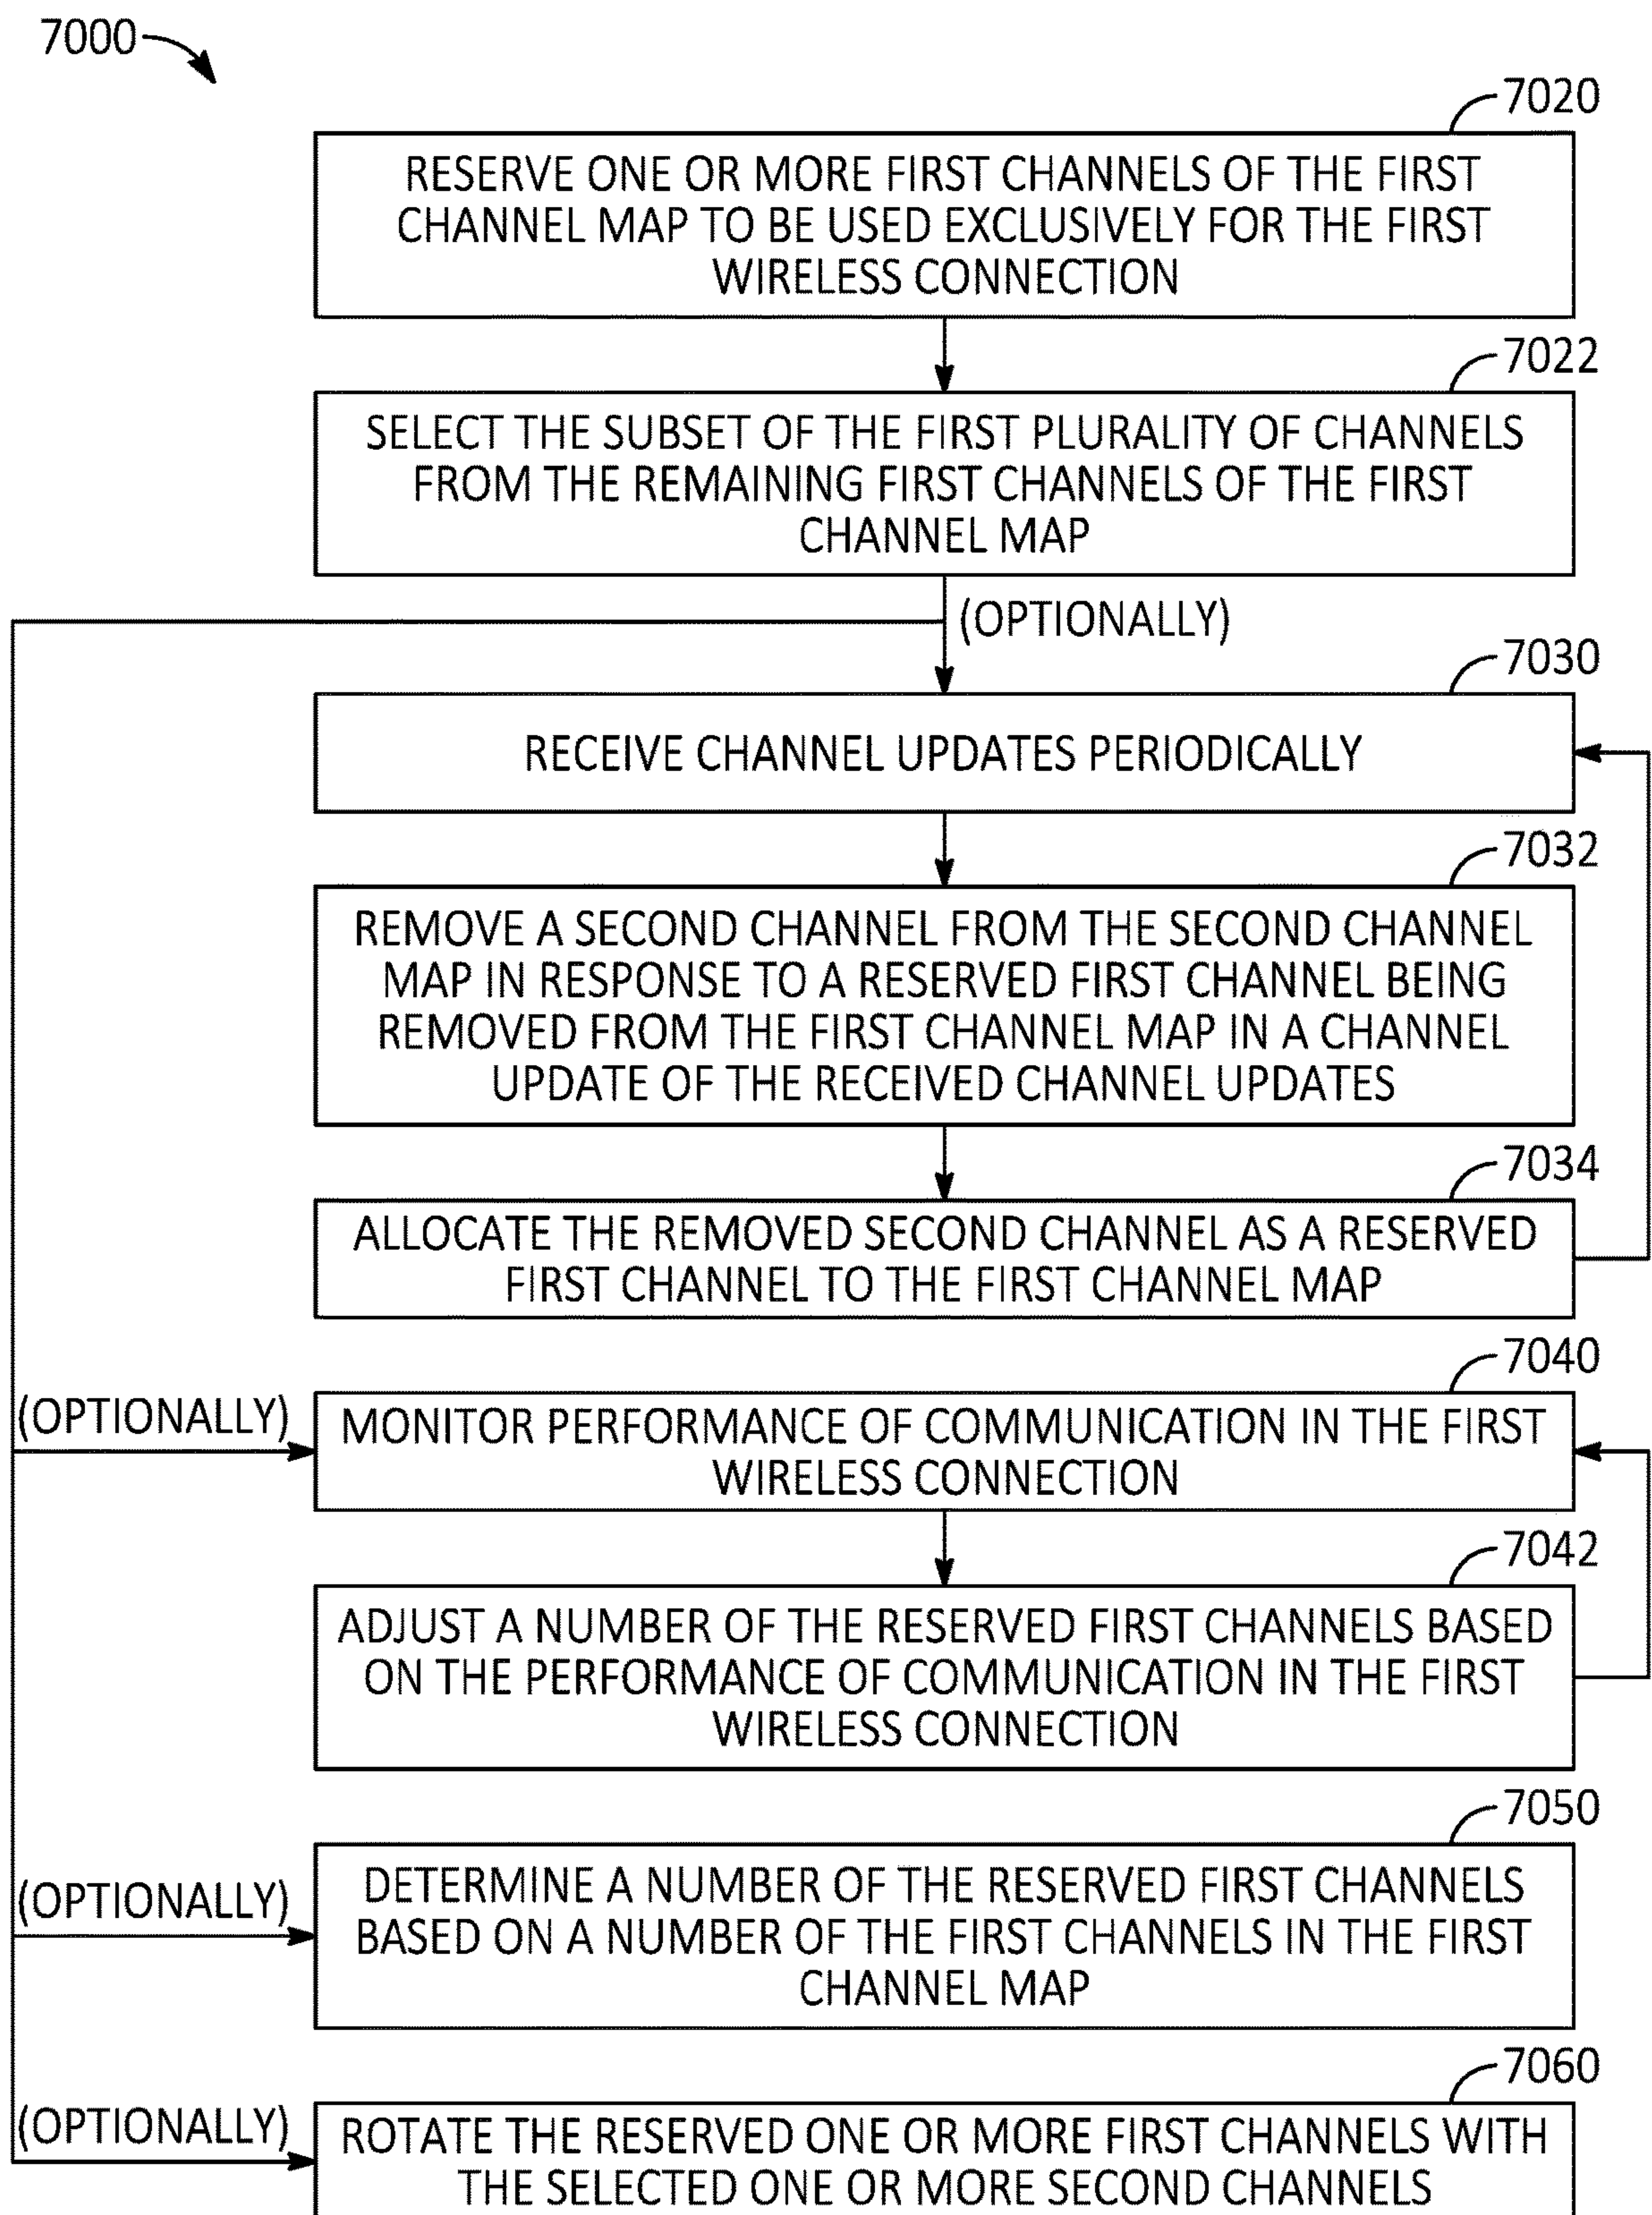 7000
7020
RESERVE ONE OR MORE FIRST CHANNELS OF THE FIRST
CHANNEL MAP TO BE USED EXCLUSIVELY FOR THE FIRST
WIRELESS CONNECTION
7022
SELECT THE SUBSET OF THE FIRST PLURALITY OF CHANNELS
FROM THE REMAINING FIRST CHANNELS OF THE FIRST
CHANNEL MAP
(OPTIONALLY)
7030
RECEIVE CHANNEL UPDATES PERIODICALLY
7032
REMOVE A SECOND CHANNEL FROM THE SECOND CHANNEL
MAP IN RESPONSE TO A RESERVED FIRST CHANNEL BEING
REMOVED FROM THE FIRST CHANNEL MAP IN A CHANNEL
UPDATE OF THE RECEIVED CHANNEL UPDATES
7034
ALLOCATE THE REMOVED SECOND CHANNEL AS A RESERVED
FIRST CHANNEL TO THE FIRST CHANNEL MAP
7040
(OPTIONALLY)
MONITOR PERFORMANCE OF COMMUNICATION IN THE FIRST
WIRELESS CONNECTION
7042
ADJUST A NUMBER OF THE RESERVED FIRST CHANNELS BASED
ON THE PERFORMANCE OF COMMUNICATION IN THE FIRST
WIRELESS CONNECTION
7050
(OPTIONALLY)
DETERMINE A NUMBER OF THE RESERVED FIRST CHANNELS
BASED ON A NUMBER OF THE FIRST CHANNELS IN THE FIRST
CHANNEL MAP
7060
(OPTIONALLY)
ROTATE THE RESERVED ONE OR MORE FIRST CHANNELS WITH
THE SELECTED ONE OR MORE SECOND CHANNELS